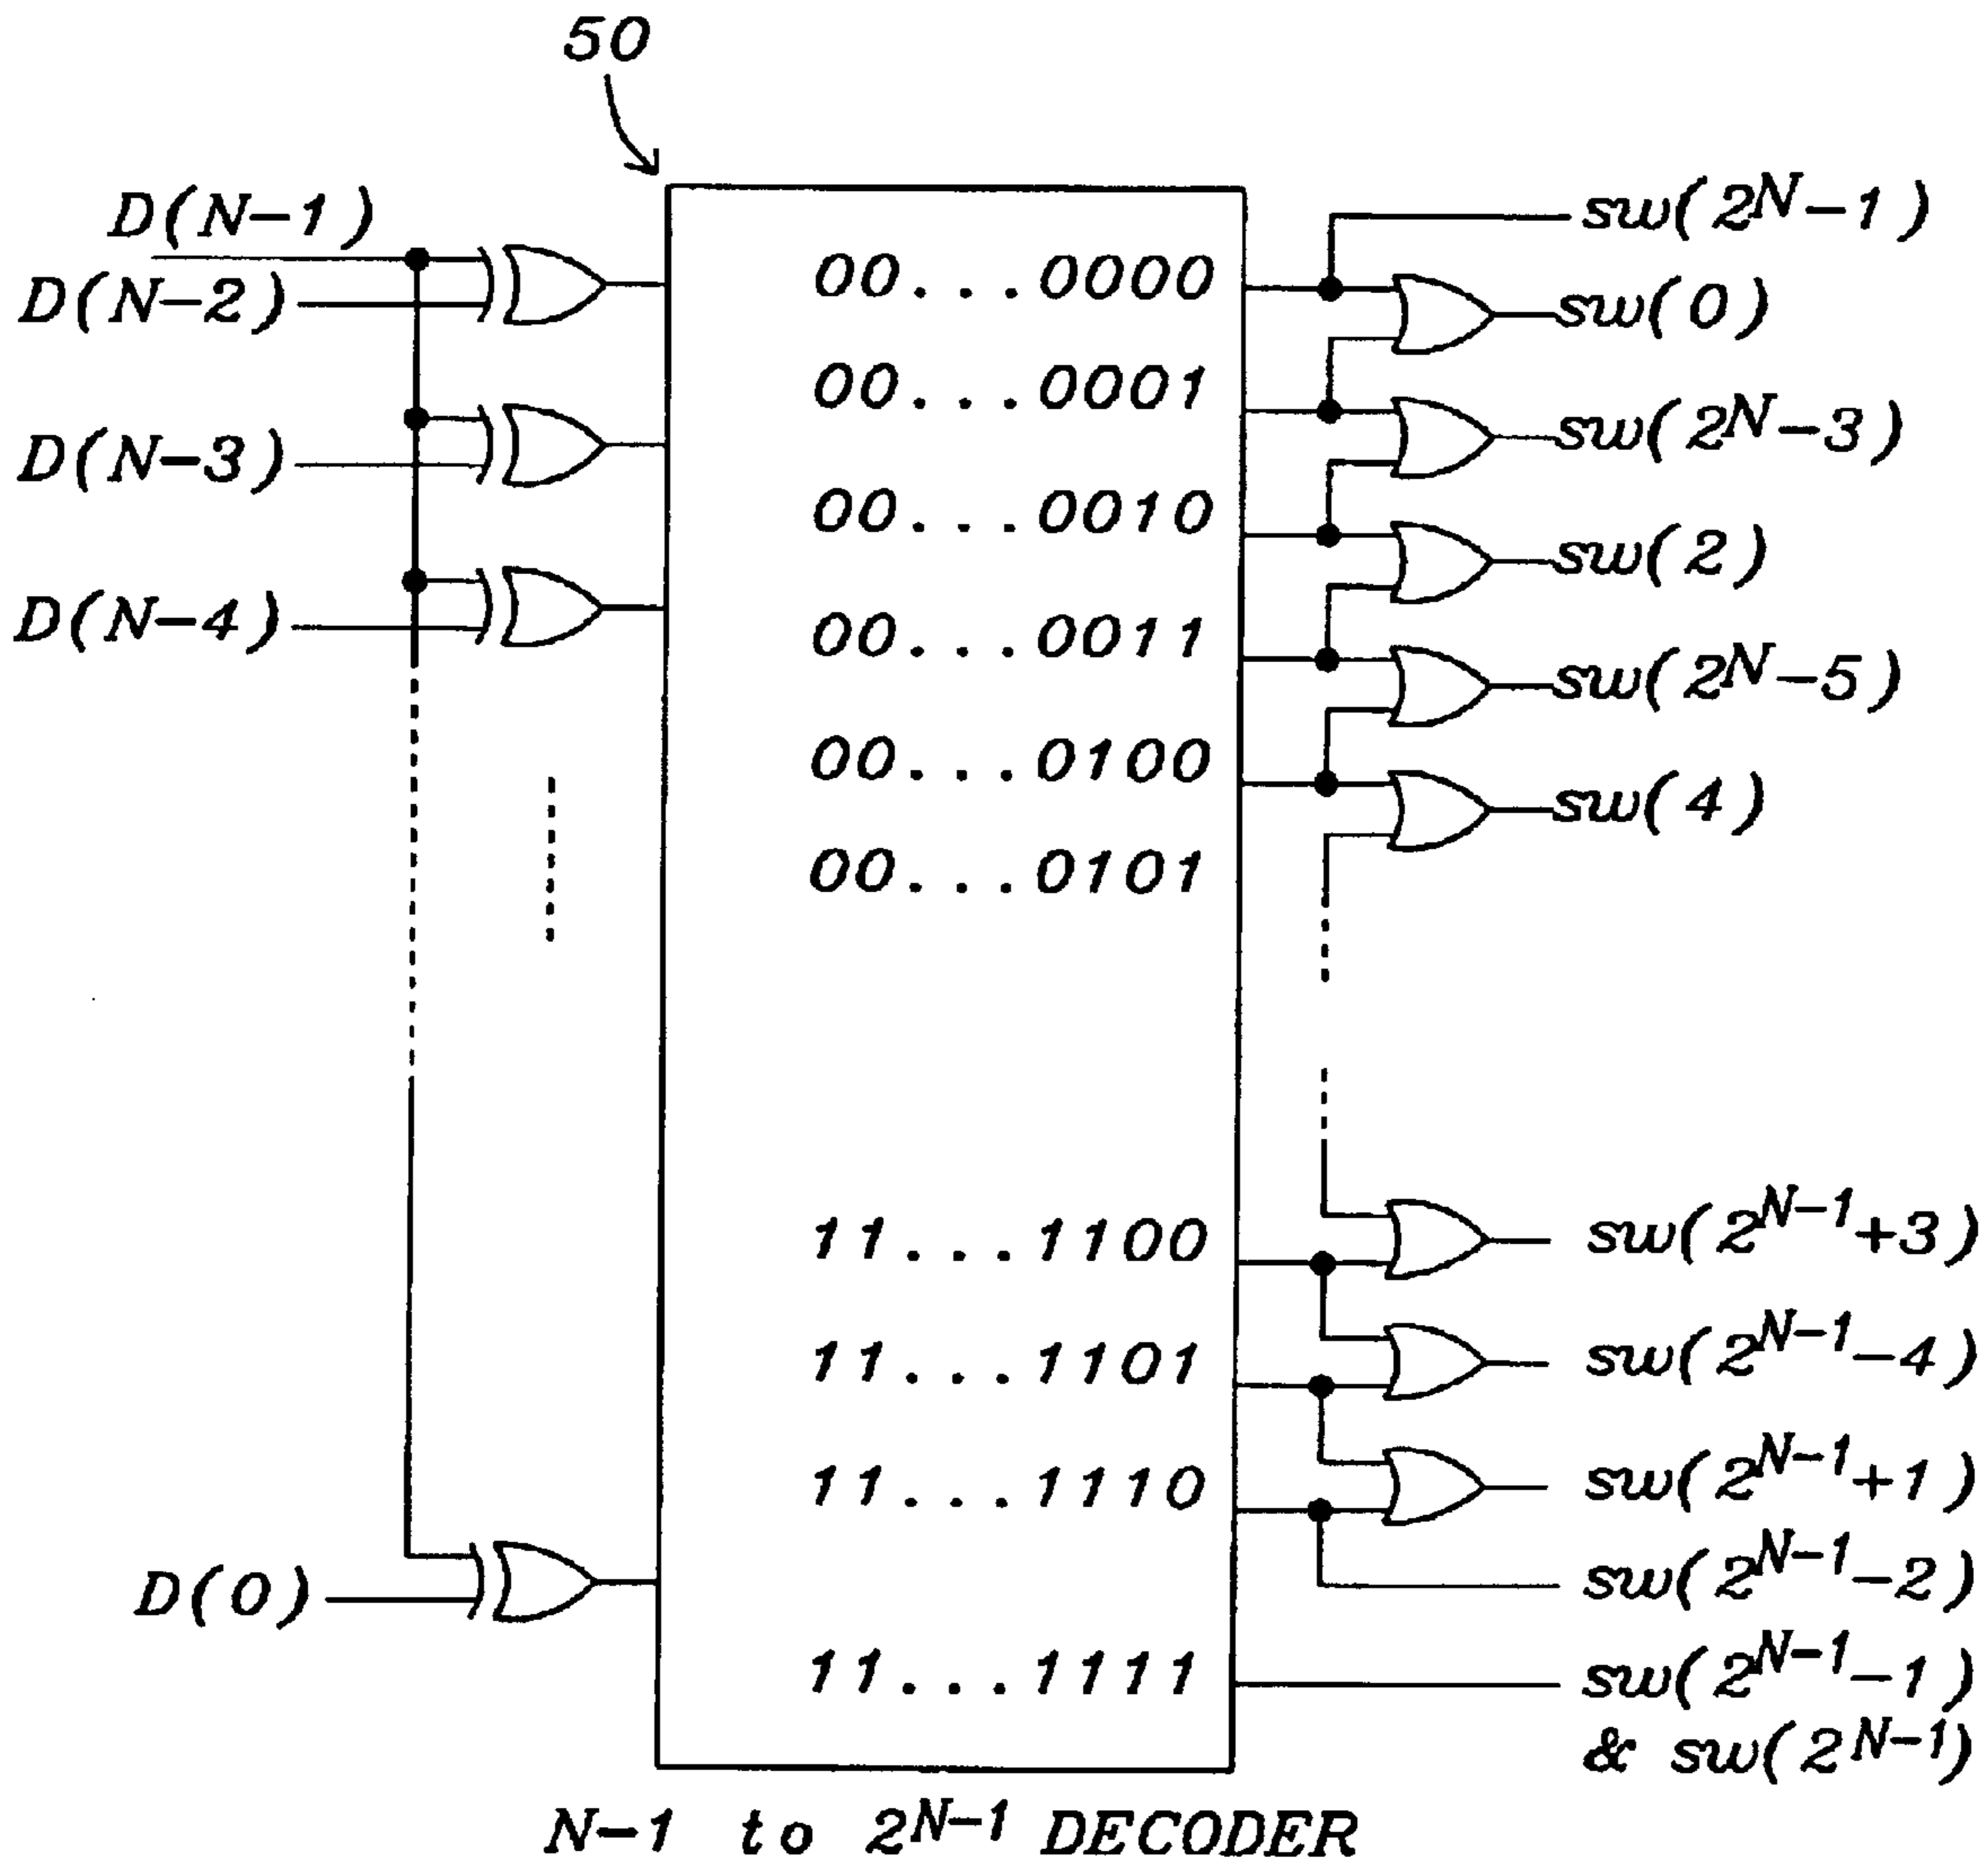 50
D(N-1)
D(N-2)
D(N-3)
D(N-4)
D(0)
00...0000
00...0001
00...0010
00...0011
00...0100
00...0101
11...1100
11...1101
11...1110
11...1111
sw(2^N-1)
sw(0)
sw(2^N-3)
sw(2)
sw(2^N-5)
sw(4)
sw(2^N-1+3)
sw(2^N-1-4)
sw(2^N-1+1)
sw(2^N-1-2)
sw(2^N-1-1)
& sw(2^N-1)
N-1 to 2^N-1 DECODER